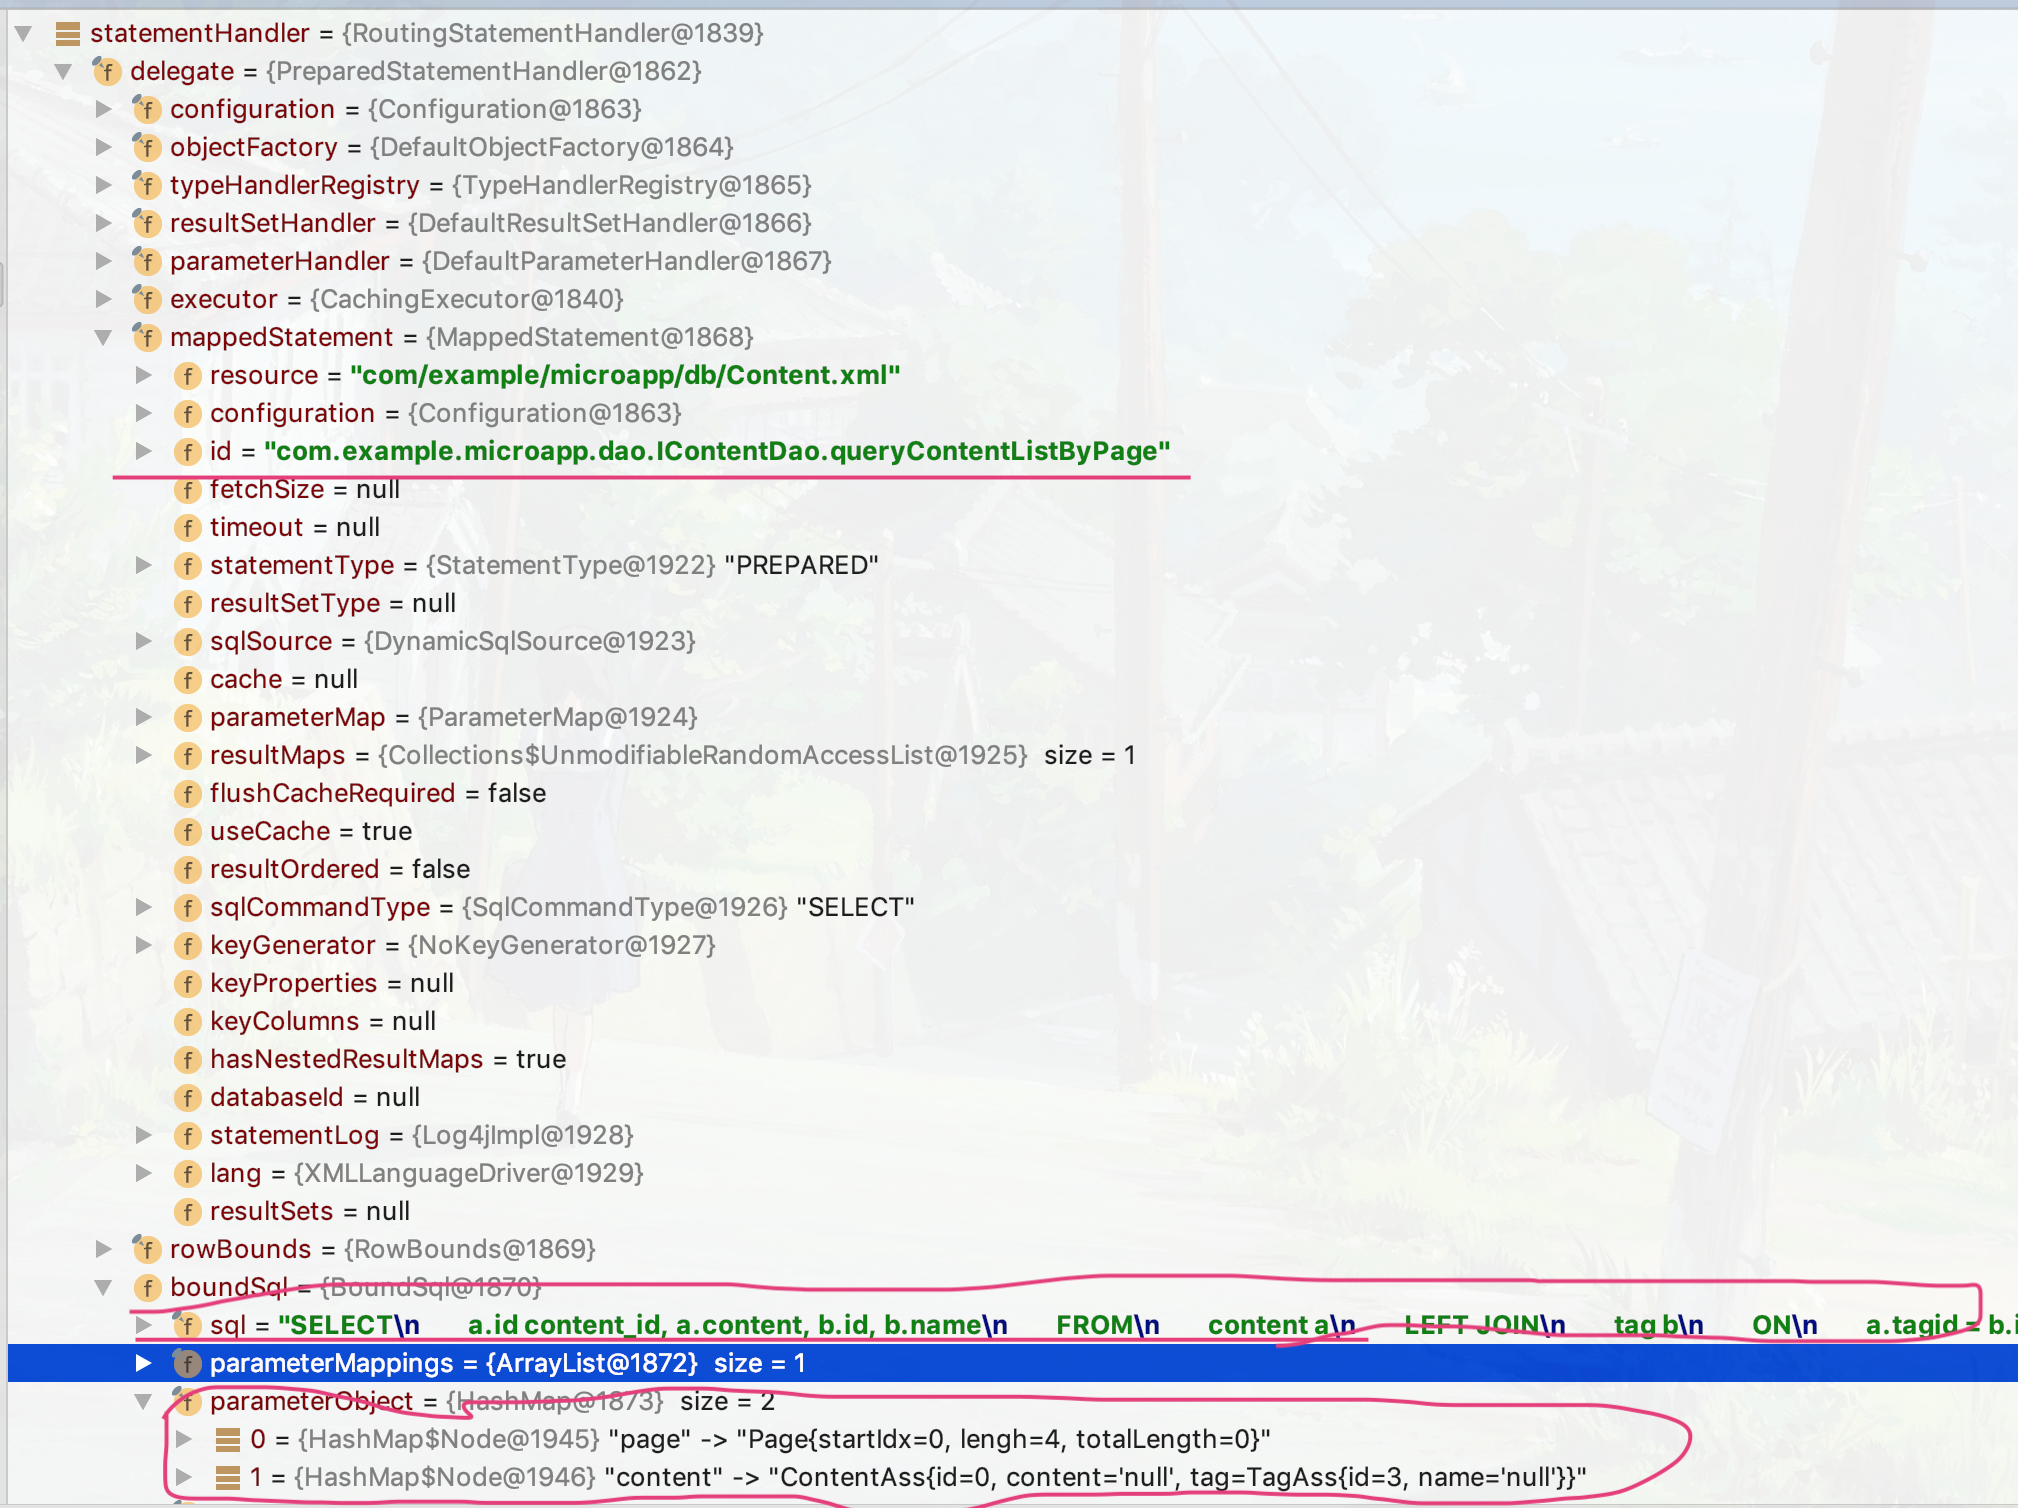 statementHandler = {RoutingStatementHandler@1839}
f delegate = {PreparedStatementHandler@1862}
f configuration = {Configuration@1863}
f objectFactory = {DefaultObjectFactory@1864}
f typeHandlerRegistry = {TypeHandlerRegistry@1865}
f resultSetHandler = {DefaultResultSetHandler@1866}
f parameterHandler = {DefaultParameterHandler@1867}
f executor = {CachingExecutor@1840}
f mappedStatement = {MappedStatement@1868}
f resource = "com/example/microapp/db/Content.xml"
f configuration = {Configuration@1863}
f id = "com.example.microapp.dao.IContentDao.queryContentListByPage"
f fetchSize = null
f timeout = null
f statementType = {StatementType@1922} "PREPARED"
f resultSetType = null
f sqlSource = {DynamicSqlSource@1923}
f cache = null
f parameterMap = {ParameterMap@1924}
f resultMaps = {Collections$UnmodifiableRandomAccessList@1925} size = 1
f flushCacheRequired = false
f useCache = true
f resultOrdered = false
f sqlCommandType = {SqlCommandType@1926} "SELECT"
f keyGenerator = {NoKeyGenerator@1927}
f keyProperties = null
f keyColumns = null
f hasNestedResultMaps = true
f databaseId = null
f statementLog = {Log4jImpl@1928}
f lang = {XMLLanguageDriver@1929}
f resultSets = null
f rowBounds = {RowBounds@1869}
f boundSql = {BoundSql@1870}
f sql = "SELECT\n a.id content_id, a.content, b.id, b.name\n FROM\n content a\n LEFT JOIN\n tag b\n ON\n a.tagid = b.i
f parameterMappings = {ArrayList@1872} size = 1
f parameterObject = {HashMap@1873} size = 2
0 = {HashMap$Node@1945} "page" -> "Page{startIdx=0, lengh=4, totalLength=0}"
1 = {HashMap$Node@1946} "content" -> "ContentAss{id=0, content='null', tag=TagAss{id=3, name='null'}}"